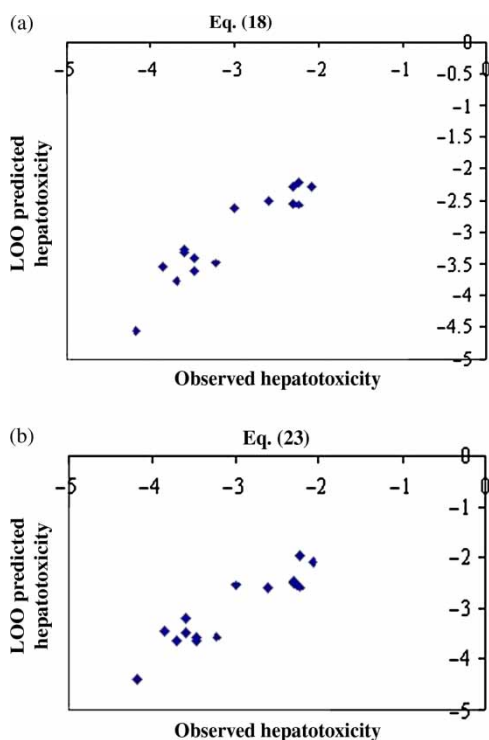 (a)
Eq. (18)
−5 −4 −3 −2 −1 0
0
−0.5
−1
−1.5
−2
−2.5
−3
−3.5
−4
−4.5
−5
LOO predicted
hepatotoxicity
Observed hepatotoxicity
(b)
Eq. (23)
−5 −4 −3 −2 −1 0
0
−1
−2
−3
−4
−5
LOO predicted
hepatotoxicity
Observed hepatotoxicity